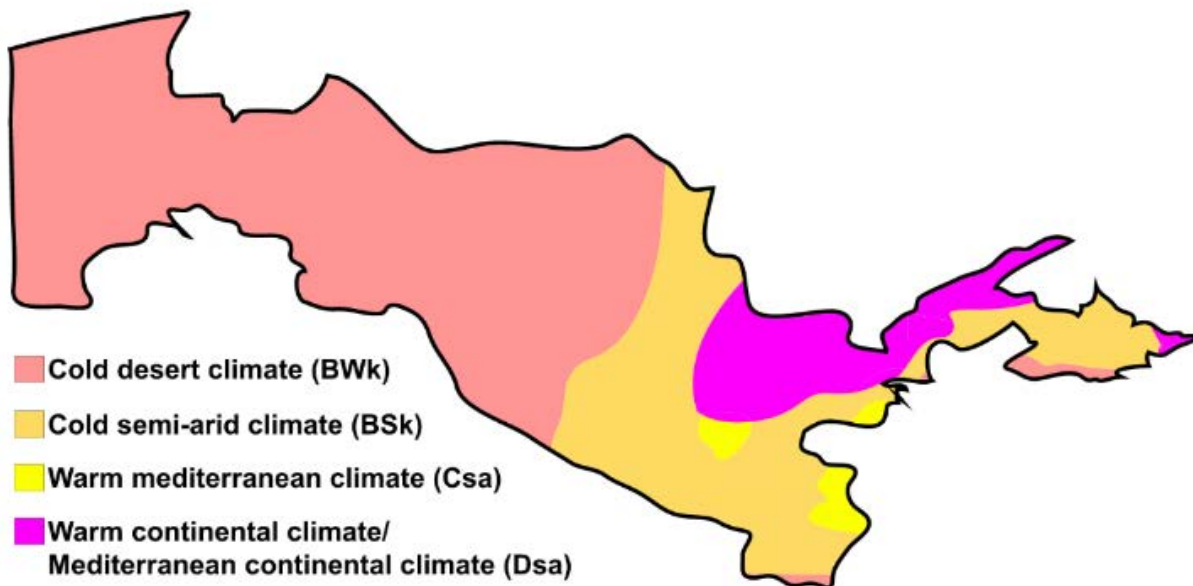 Cold desert climate (BWk)
Cold semi-arid climate (BSk)
Warm mediterranean climate (Csa)
Warm continental climate/
Mediterranean continental climate (Dsa)